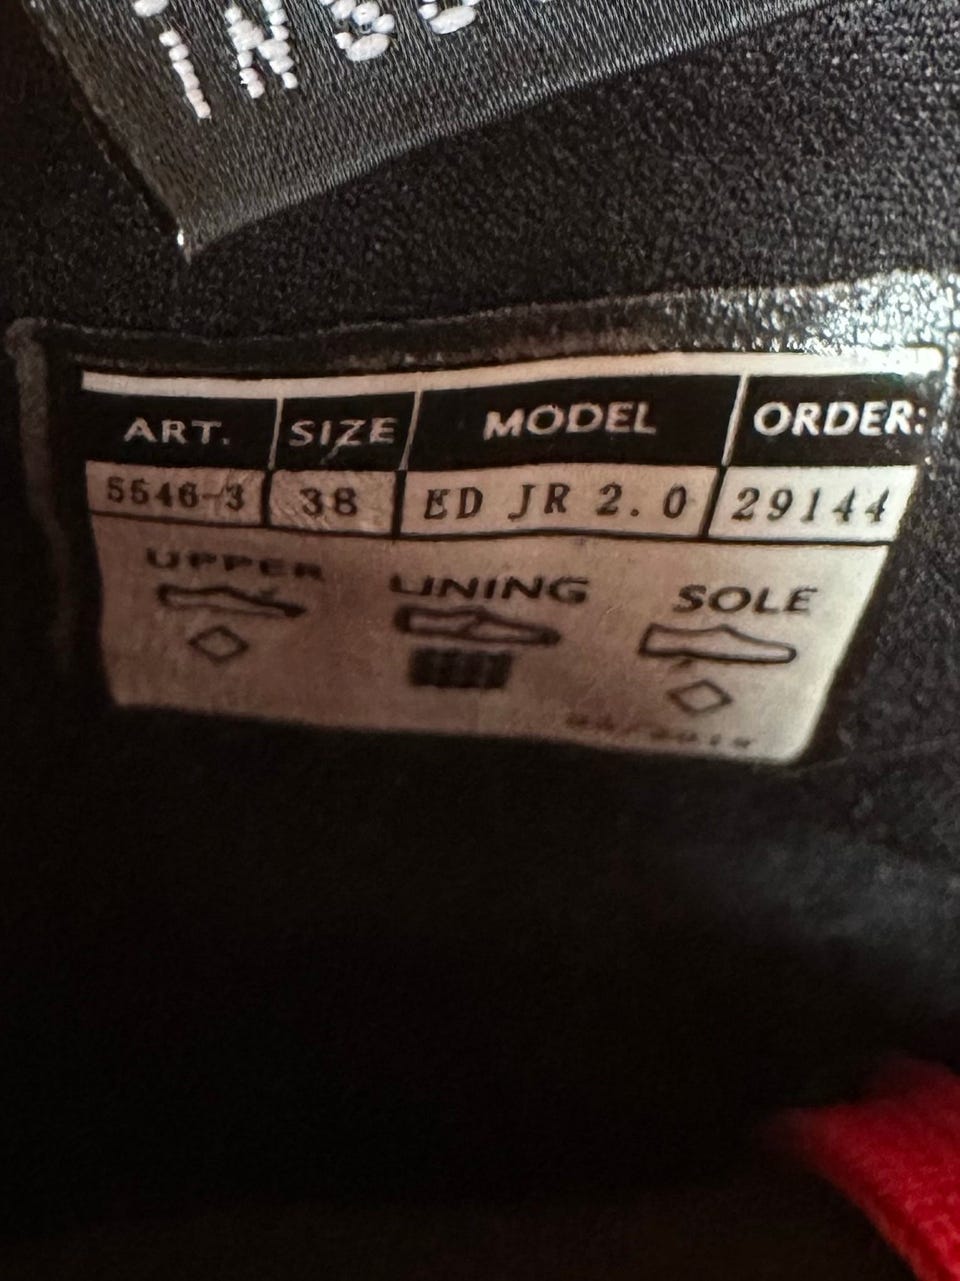 ART. SIZE MODEL ORDER:
5546-3 38 ED JR 2.0 29144
UPPER LINING SOLE